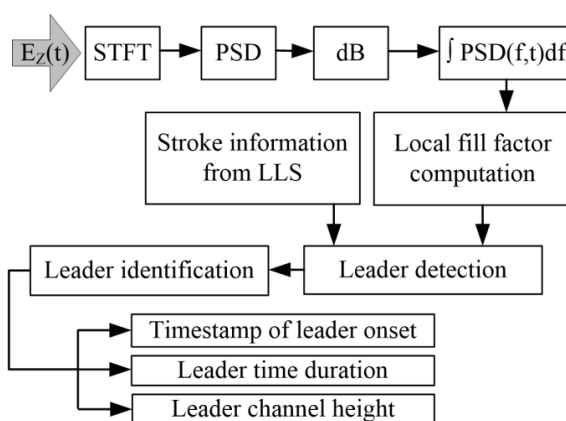 E_Z(t)
STFT
PSD
dB
∫ PSD(f,t)df
Stroke information
from LLS
Local fill factor
computation
Leader identification
Leader detection
Timestamp of leader onset
Leader time duration
Leader channel height